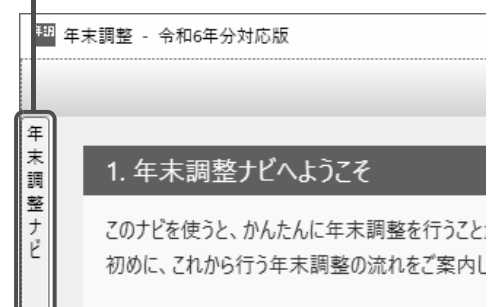 年調 年末調整 - 令和6年分対応版
年末調整ナビ
1. 年末調整ナビへようこそ
このナビを使うと、かんたんに年末調整を行うこと
初めに、これから行う年末調整の流れをご案内し